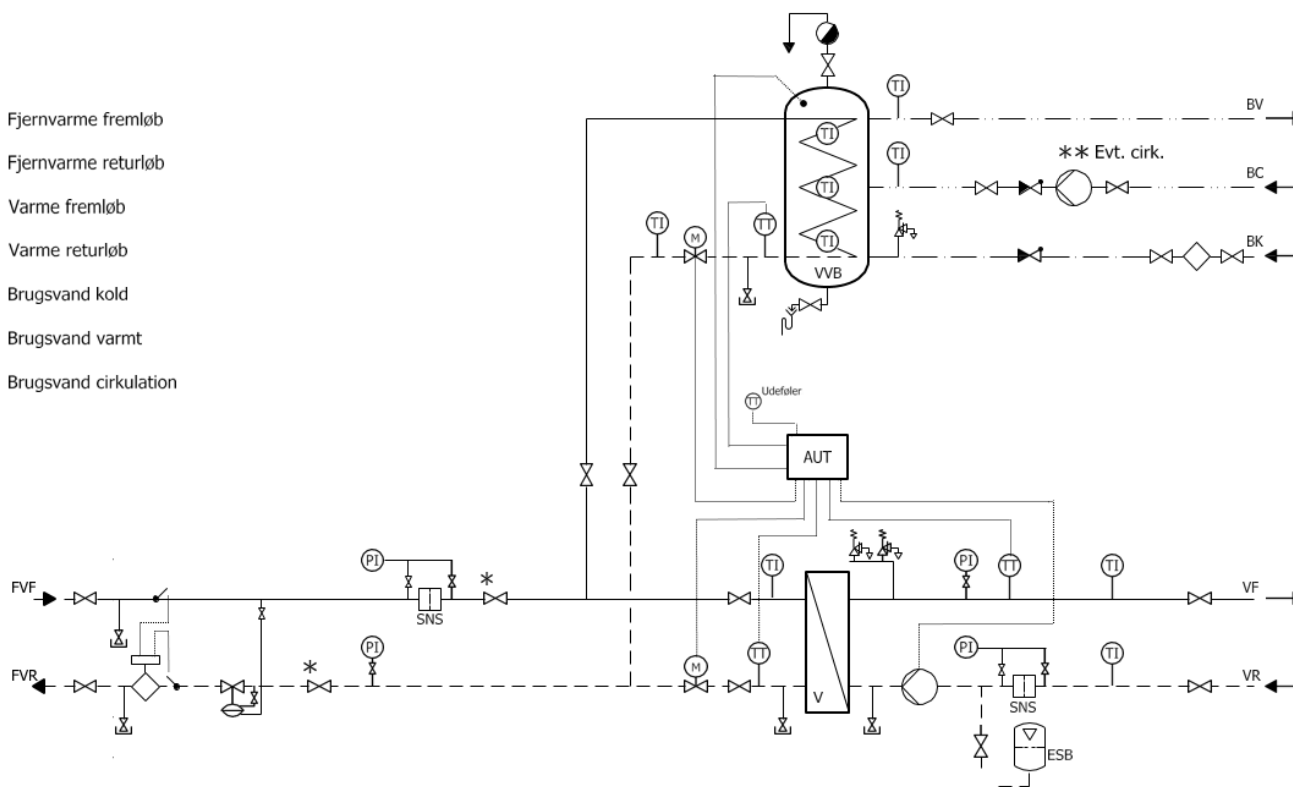 Fjernvarme fremløb
Fjernvarme returløb
Varme fremløb
Varme returløb
Brugsvand kold
Brugsvand varmt
Brugsvand cirkulation
TI
BV
TI
TI
** Evt. cirk.
TI
BC
TI
M
TT
TI
BK
VVB
Udeføler
TT
AUT
PI
TI
PI
TT
TI
FVF
*
SNS
VF
FVR
*
PI
M
TT
V
PI
TI
VR
SNS
ESB